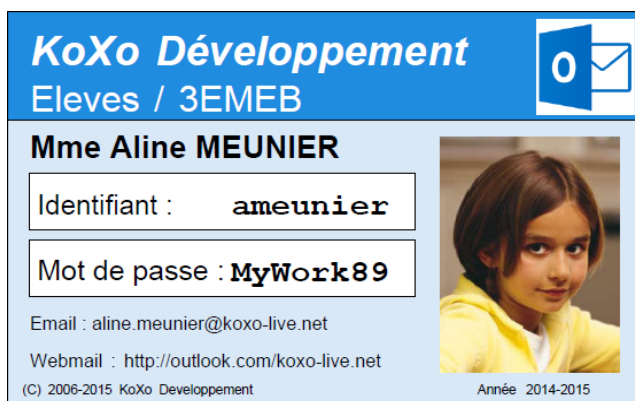 KoXo Développement
Eleves / 3EMEB
O
Mme Aline MEUNIER
Identifiant : ameunier
Mot de passe : MyWork89
Email : aline.meunier@koxo-live.net
Webmail : http://outlook.com/koxo-live.net
(C) 2006-2015 KoXo Developpement Année 2014-2015